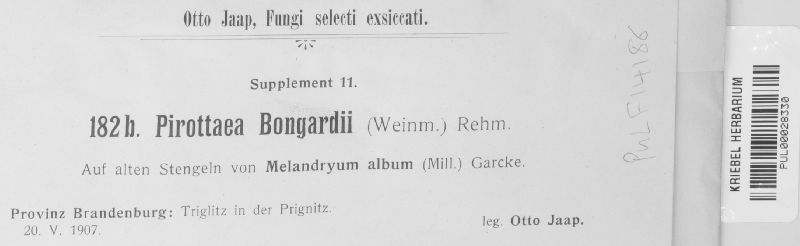 Otto Jaap, Fungi selecti exsiccati.
Supplement 11.
182 b. Pirottaea Bongardii (Weinm.) Rehm.
Auf alten Stengeln von Melandryum album (Mill.) Garcke.
Provinz Brandenburg: Triglitz in der Prignitz.
20. V. 1907.
leg. Otto Jaap.
PUL F14186
KRIEBEL HERBARIUM
PUL00028330